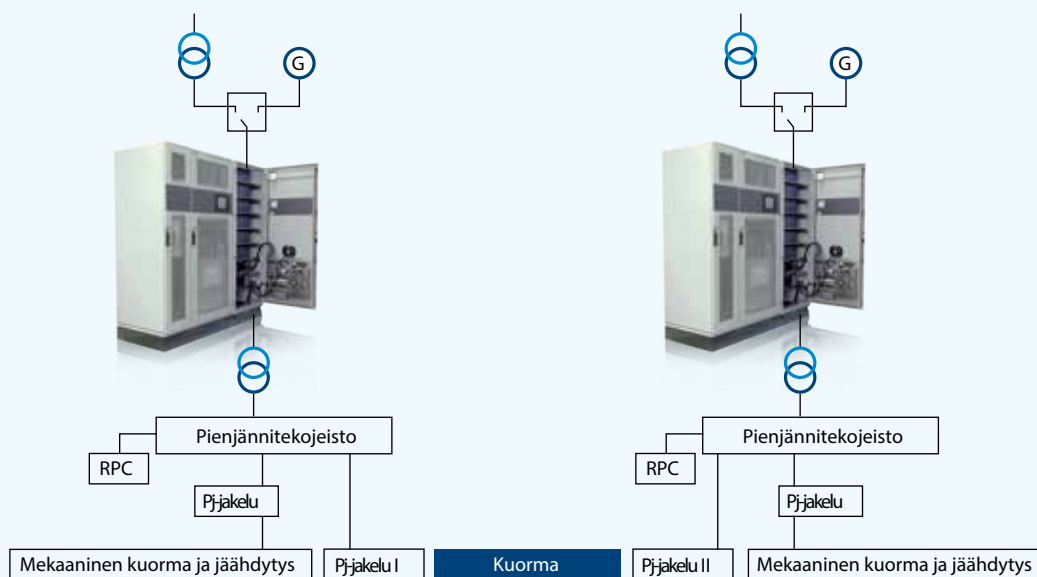 G
G
Pienjännitekojeisto
Pienjännitekojeisto
RPC
RPC
Pj-jakelu
Pj-jakelu
Mekaaninen kuorma ja jäähdytys
Pj-jakelu I
Kuorma
Pj-jakelu II
Mekaaninen kuorma ja jäähdytys